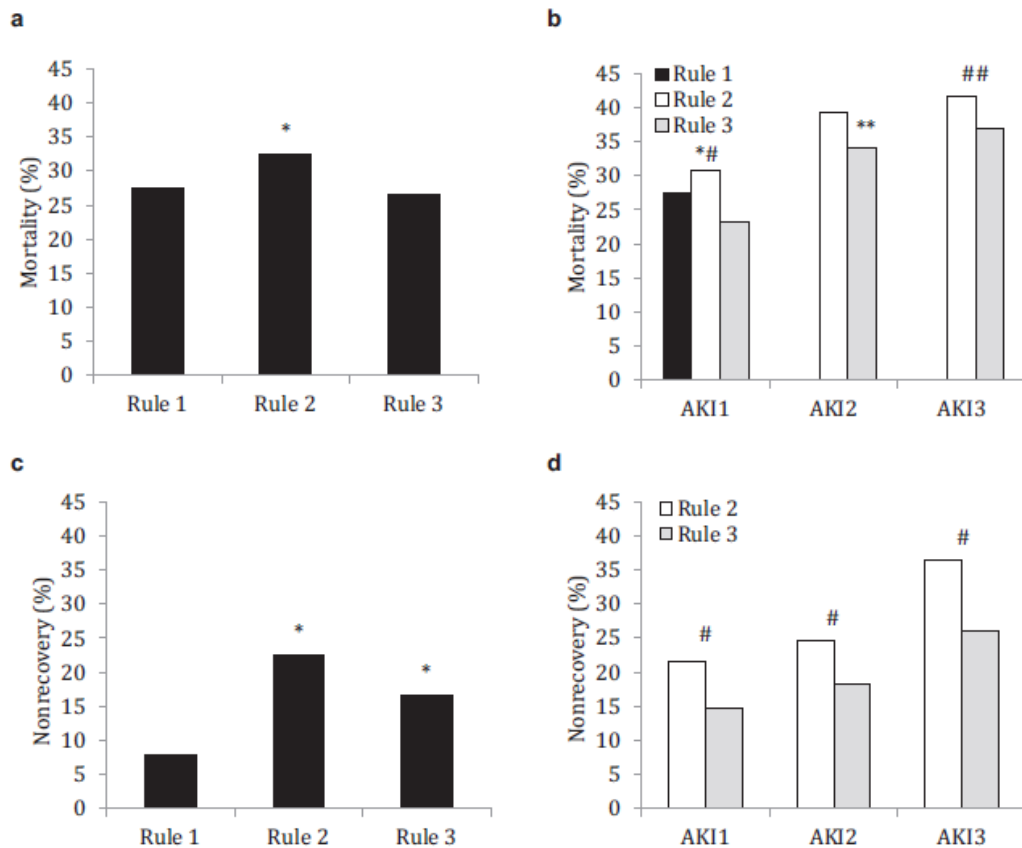 a
Mortality (%)
45
40
35
30
25
20
15
10
5
0
*
Rule 1 Rule 2 Rule 3
b
Mortality (%)
45
40
35
30
25
20
15
10
5
0
Rule 1
Rule 2
Rule 3
*#
**
##
AKI1 AKI2 AKI3
c
Nonrecovery (%)
45
40
35
30
25
20
15
10
5
0
*
*
Rule 1 Rule 2 Rule 3
d
Nonrecovery (%)
45
40
35
30
25
20
15
10
5
0
Rule 2
Rule 3
#
#
#
AKI1 AKI2 AKI3